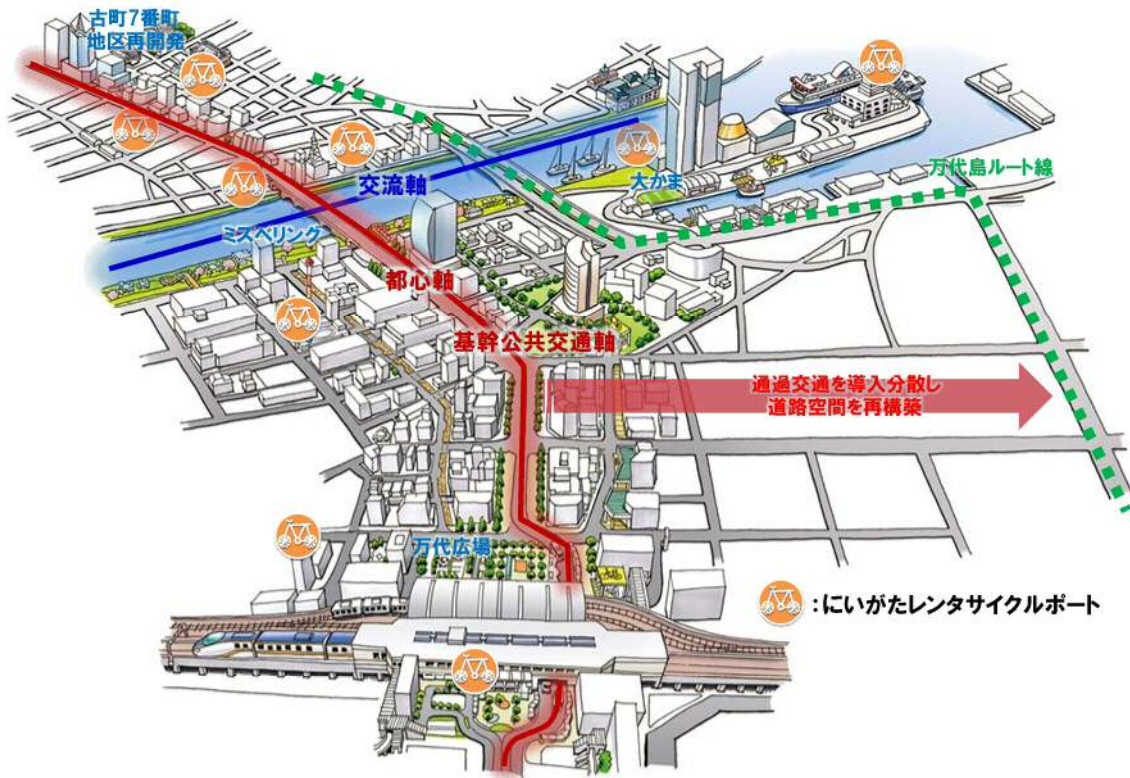 古町7番町
地区再開発
大かま
万代島ルート線
交流軸
ミズベリング
都心軸
基幹公共交通軸
通過交通を導入分散し
道路空間を再構築
万代広場
:にいがたレンタサイクルポート